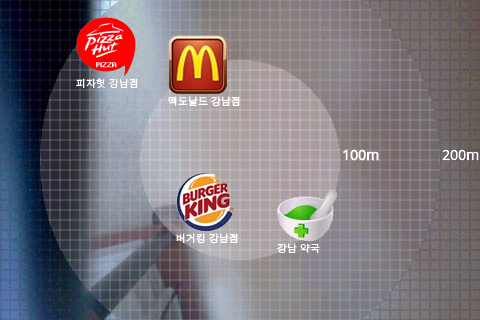 Pizza
Hut
PIZZA
피자헛 강남점
맥도날드 강남점
100m
200m
BURGER
KING
버거킹 강남점
강남 약국